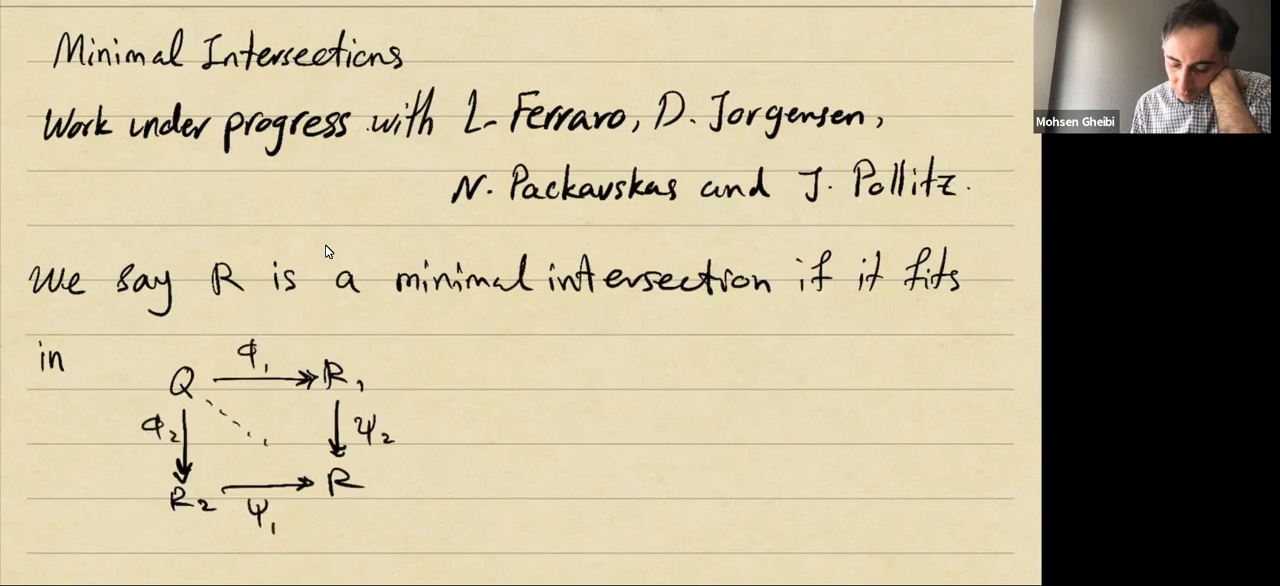 Minimal Intersections
Work under progress with L. Ferraro, D. Jorgensen,
N. Packauskas and J. Pollitz.
We say R is a minimal intersection if it fits
in
Q φ₁ R₁
φ₂ ψ₂
R₂ ψ₁ R
Mohsen Gheibi